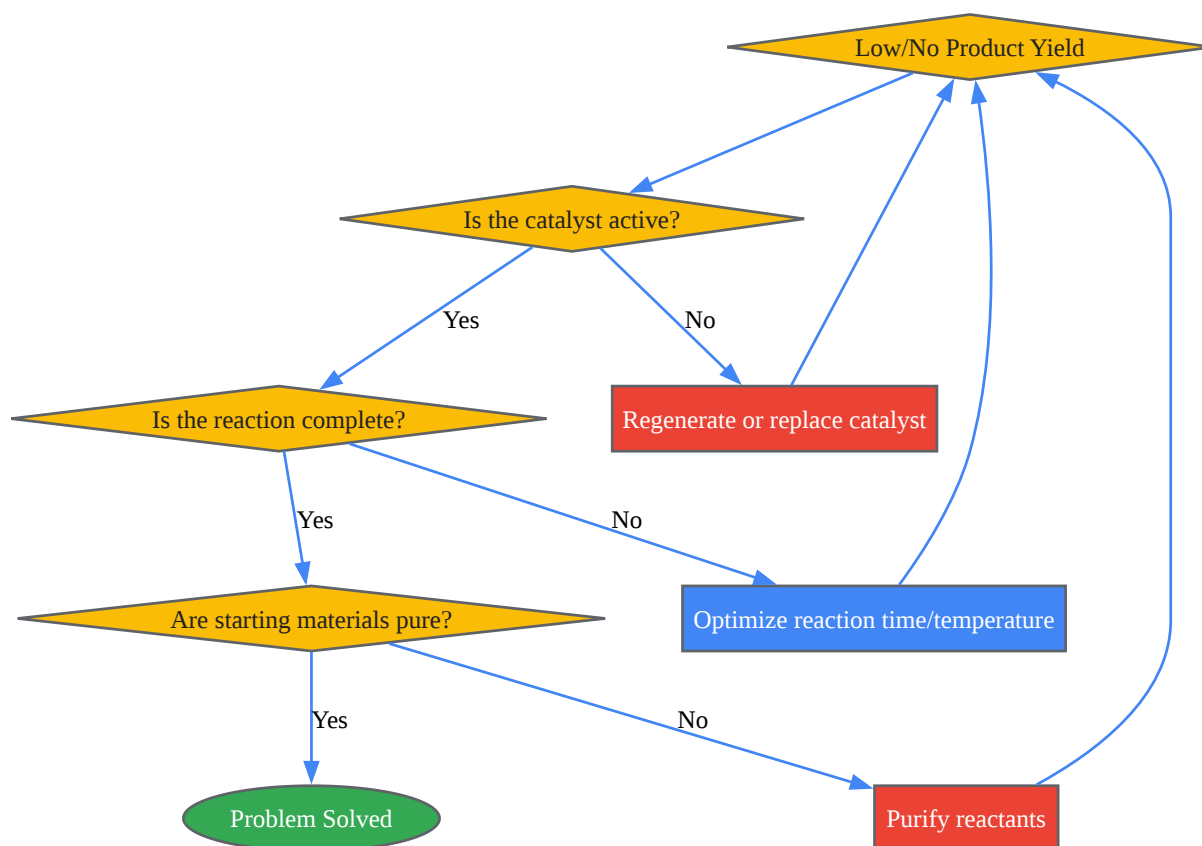 Low/No Product Yield
Is the catalyst active?
Yes
No
Is the reaction complete?
Regenerate or replace catalyst
Yes
No
Are starting materials pure?
Optimize reaction time/temperature
Yes
No
Problem Solved
Purify reactants